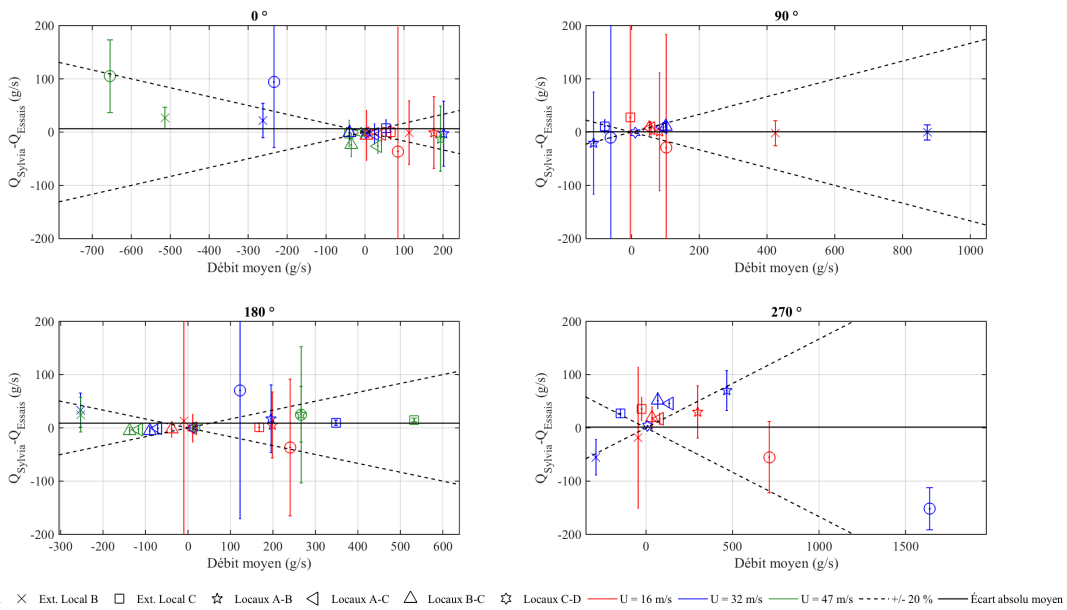 0 °
200
100
0
-100
-200
Q_Sylvia-Q_Essais (g/s)
-700 -600 -500 -400 -300 -200 -100 0 100 200
Débit moyen (g/s)
90 °
200
100
0
-100
-200
Q_Sylvia-Q_Essais (g/s)
0 200 400 600 800 1000
Débit moyen (g/s)
180 °
200
100
0
-100
-200
Q_Sylvia-Q_Essais (g/s)
-300 -200 -100 0 100 200 300 400 500 600
Débit moyen (g/s)
270 °
200
100
0
-100
-200
Q_Sylvia-Q_Essais (g/s)
0 500 1000 1500
Débit moyen (g/s)
Ext. Local B Ext. Local C Locaux A-B Locaux A-C Locaux B-C Locaux C-D U = 16 m/s U = 32 m/s U = 47 m/s +/- 20 % Écart absolu moyen